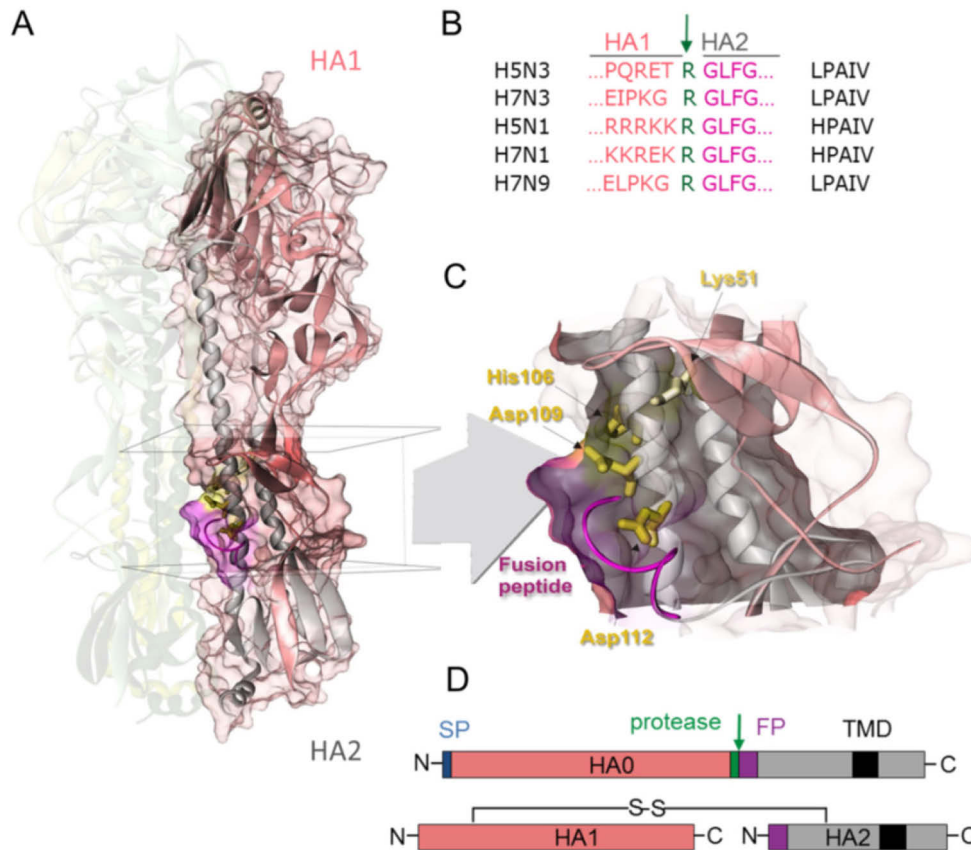 A
HA1
HA2
B
HA1 HA2
H5N3 ...PQRET R GLFG... LPAIV
H7N3 ...EIPKG R GLFG... LPAIV
H5N1 ...RRRKK R GLFG... HPAIV
H7N1 ...KKREK R GLFG... HPAIV
H7N9 ...ELPKG R GLFG... LPAIV
C
Lys51
His106
Asp109
Fusion
peptide
Asp112
D
SP protease FP TMD
N HA0 C
S-S
N HA1 C N HA2 C